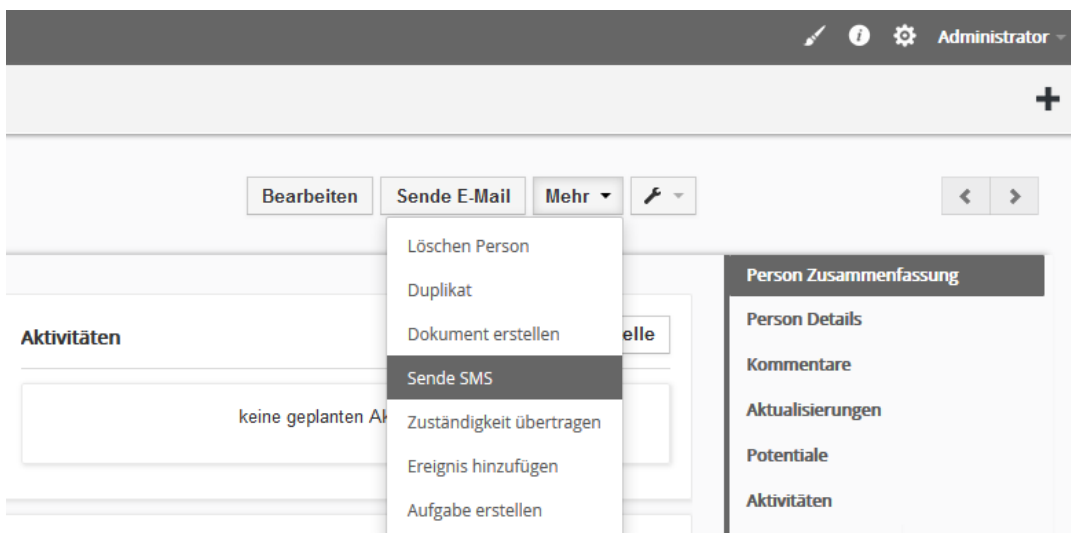 Administrator
Bearbeiten Sende E-Mail Mehr
Löschen Person
Duplikat
Dokument erstellen
Sende SMS
Zuständigkeit übertragen
Ereignis hinzufügen
Aufgabe erstellen
Aktivitäten elle
keine geplanten Ak
Person Zusammenfassung
Person Details
Kommentare
Aktualisierungen
Potentiale
Aktivitäten